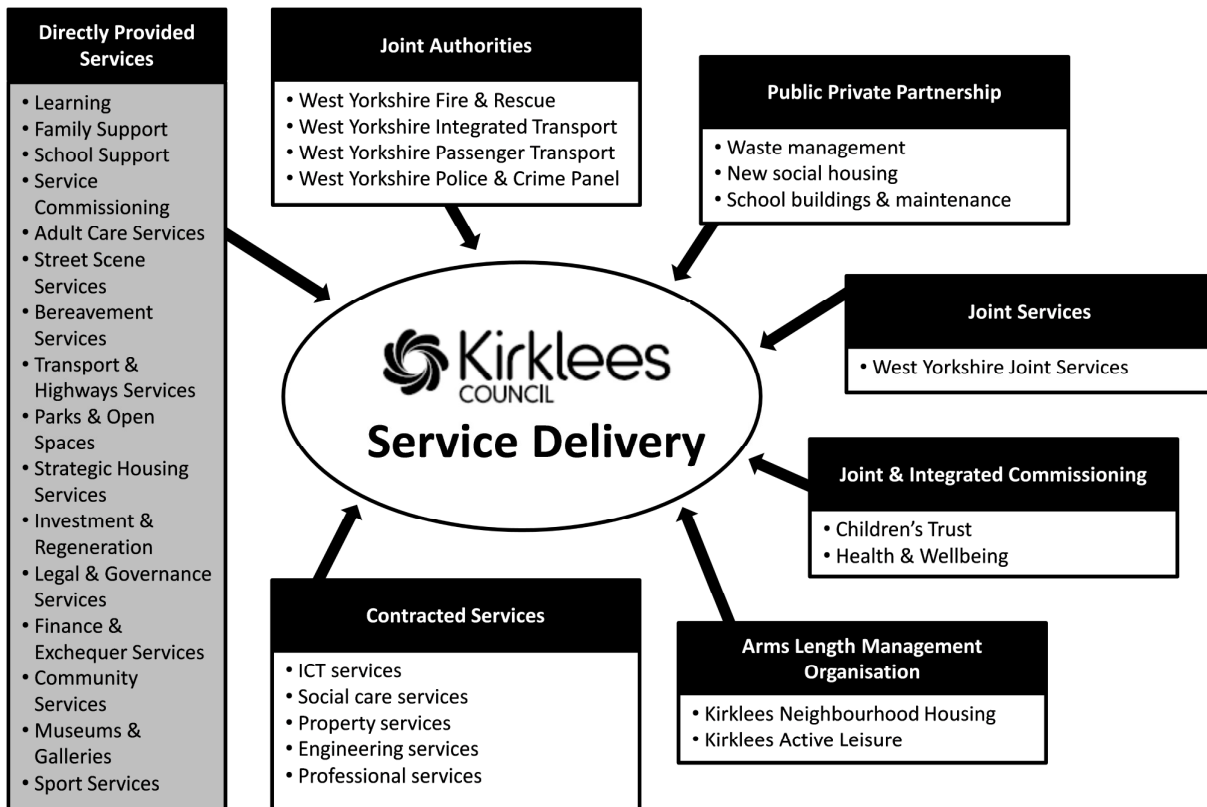 Directly Provided
Services
• Learning
• Family Support
• School Support
• Service
Commissioning
• Adult Care Services
• Street Scene
Services
• Bereavement
Services
• Transport &
Highways Services
• Parks & Open
Spaces
• Strategic Housing
Services
• Investment &
Regeneration
• Legal & Governance
Services
• Finance &
Exchequer Services
• Community
Services
• Museums &
Galleries
• Sport Services
Joint Authorities
• West Yorkshire Fire & Rescue
• West Yorkshire Integrated Transport
• West Yorkshire Passenger Transport
• West Yorkshire Police & Crime Panel
Public Private Partnership
• Waste management
• New social housing
• School buildings & maintenance
Kirklees
COUNCIL
Service Delivery
Joint Services
• West Yorkshire Joint Services
Joint & Integrated Commissioning
• Children’s Trust
• Health & Wellbeing
Contracted Services
• ICT services
• Social care services
• Property services
• Engineering services
• Professional services
Arms Length Management
Organisation
• Kirklees Neighbourhood Housing
• Kirklees Active Leisure